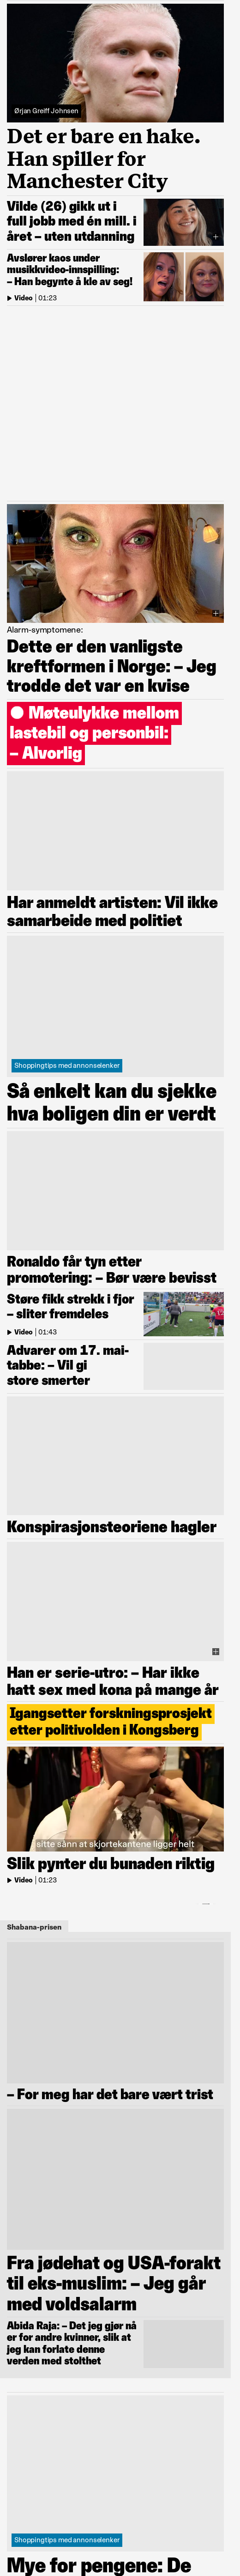 Ørjan Greiff Johnsen
Det er bare en hake.
Han spiller for
Manchester City
Vilde (26) gikk ut i
full jobb med én mill. i
året – uten utdanning
Avslører kaos under
musikkvideo-innspilling:
– Han begynte å kle av seg!
Video | 01:23
Alarm-symptomene:
Dette er den vanligste
kreftformen i Norge: – Jeg
trodde det var en kvise
Møteulykke mellom
lastebil og personbil:
– Alvorlig
Har anmeldt artisten: Vil ikke
samarbeide med politiet
Shoppingtips med annonselenker
Så enkelt kan du sjekke
hva boligen din er verdt
Ronaldo får tyn etter
promotering: – Bør være bevisst
Støre fikk strekk i fjor
– sliter fremdeles
Video | 01:43
Advarer om 17. mai-
tabbe: – Vil gi
store smerter
Konspirasjonsteoriene hagler
Han er serie-utro: – Har ikke
hatt sex med kona på mange år
Igangsetter forskningsprosjekt
etter politivolden i Kongsberg
sitte sånn at skjortekantene ligger helt
Slik pynter du bunaden riktig
Video | 01:23
Shabana-prisen
– For meg har det bare vært trist
Fra jødehat og USA-forakt
til eks-muslim: – Jeg går
med voldsalarm
Abida Raja: – Det jeg gjør nå
er for andre kvinner, slik at
jeg kan forlate denne
verden med stolthet
Shoppingtips med annonselenker
Mye for pengene: De